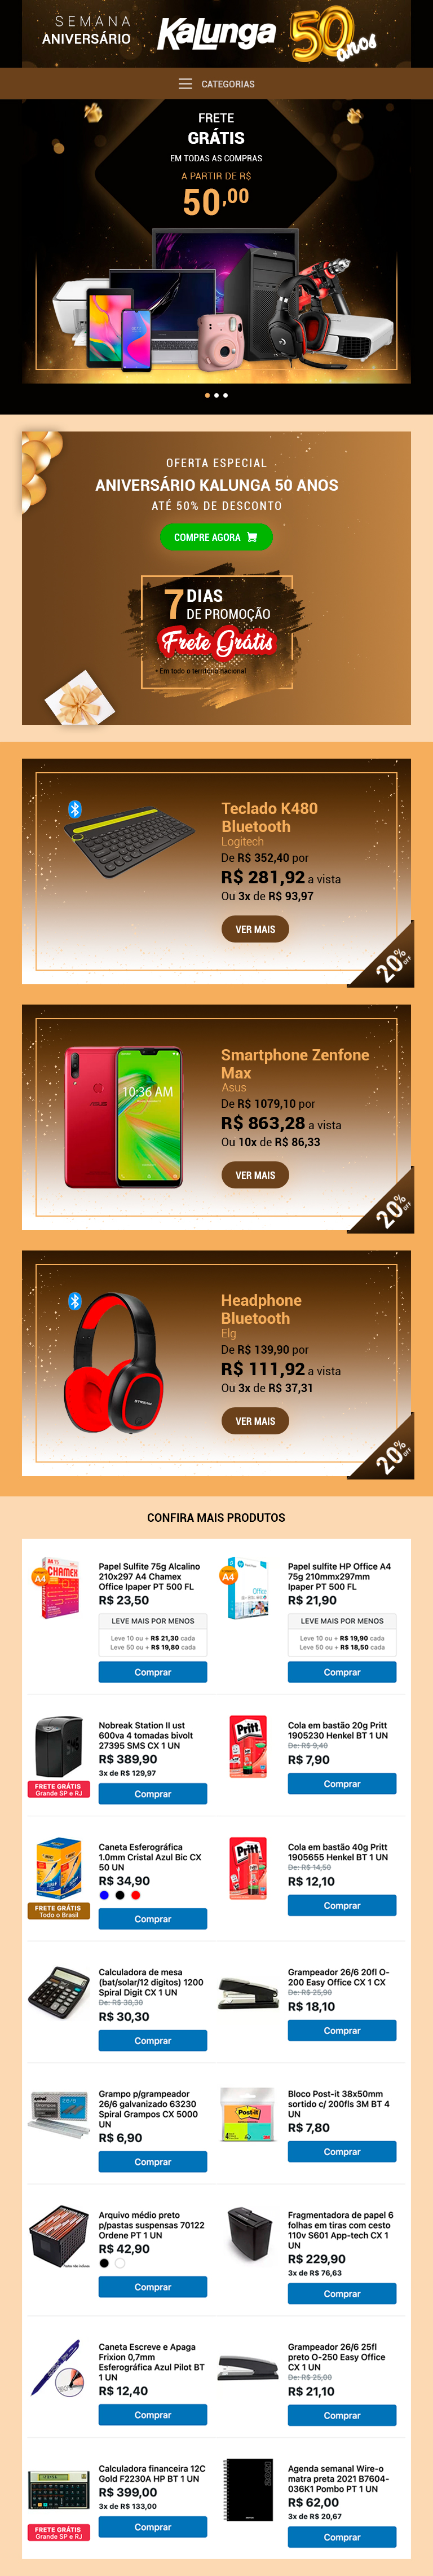 SEMANA
ANIVERSÁRIO
Kalunga
50
anos
CATEGORIAS
FRETE
GRÁTIS
EM TODAS AS COMPRAS
A PARTIR DE R$
50,00
OFERTA ESPECIAL
ANIVERSÁRIO KALUNGA 50 ANOS
ATÉ 50% DE DESCONTO
COMPRE AGORA
7 DIAS
DE PROMOÇÃO
Frete Grátis
• Em todo o território nacional
Teclado K480
Bluetooth
Logitech
De R$ 352,40 por
R$ 281,92 a vista
Ou 3x de R$ 93,97
VER MAIS
20% OFF
10:36 AM
Smartphone Zenfone
Max
Asus
De R$ 1079,10 por
R$ 863,28 a vista
Ou 10x de R$ 86,33
VER MAIS
20% OFF
Headphone
Bluetooth
Elg
De R$ 139,90 por
R$ 111,92 a vista
Ou 3x de R$ 37,31
VER MAIS
20% OFF
CONFIRA MAIS PRODUTOS
CHAMEX
A4
Papel Sulfite 75g Alcalino
210x297 A4 Chamex
Office Ipaper PT 500 FL
R$ 23,50
LEVE MAIS POR MENOS
Leve 10 ou + R$ 21,30 cada
Leve 50 ou + R$ 19,80 cada
Comprar
A4
Office
Papel sulfite HP Office A4
75g 210mmx297mm
Ipaper PT 500 FL
R$ 21,90
LEVE MAIS POR MENOS
Leve 10 ou + R$ 19,90 cada
Leve 50 ou + R$ 18,50 cada
Comprar
FRETE GRÁTIS
Grande SP e RJ
Nobreak Station II ust
600va 4 tomadas bivolt
27395 SMS CX 1 UN
R$ 389,90
3x de R$ 129,97
Comprar
Pritt
Cola em bastão 20g Pritt
1905230 Henkel BT 1 UN
De: R$ 9,40
R$ 7,90
Comprar
FRETE GRÁTIS
Todo o Brasil
Caneta Esferográfica
1.0mm Cristal Azul Bic CX
50 UN
R$ 34,90
Comprar
Pritt
Cola em bastão 40g Pritt
1905655 Henkel BT 1 UN
De: R$ 14,50
R$ 12,10
Comprar
Calculadora de mesa
(bat/solar/12 digitos) 1200
Spiral Digit CX 1 UN
De: R$ 38,30
R$ 30,30
Comprar
Grampeador 26/6 20fl O-
200 Easy Office CX 1 CX
De: R$ 25,90
R$ 18,10
Comprar
Grampo p/grampeador
26/6 galvanizado 63230
Spiral Grampos CX 5000
UN
R$ 6,90
Comprar
Post-it
Bloco Post-it 38x50mm
sortido c/ 200fls 3M BT 4
UN
R$ 7,80
Comprar
Arquivo médio preto
p/pastas suspensas 70122
Ordene PT 1 UN
R$ 42,90
Comprar
Fragmentadora de papel 6
folhas em tiras com cesto
110v S601 App-tech CX 1
UN
R$ 229,90
3x de R$ 76,63
Comprar
Caneta Escreve e Apaga
Frixion 0,7mm
Esferográfica Azul Pilot BT
1 UN
R$ 12,40
Comprar
Grampeador 26/6 25fl
preto O-250 Easy Office
CX 1 UN
De: R$ 25,00
R$ 21,10
Comprar
FRETE GRÁTIS
Grande SP e RJ
Calculadora financeira 12C
Gold F2230A HP BT 1 UN
R$ 399,00
3x de R$ 133,00
Comprar
Agenda semanal Wire-o
matra preta 2021 B7604-
036K1 Pombo PT 1 UN
R$ 62,00
3x de R$ 20,67
Comprar